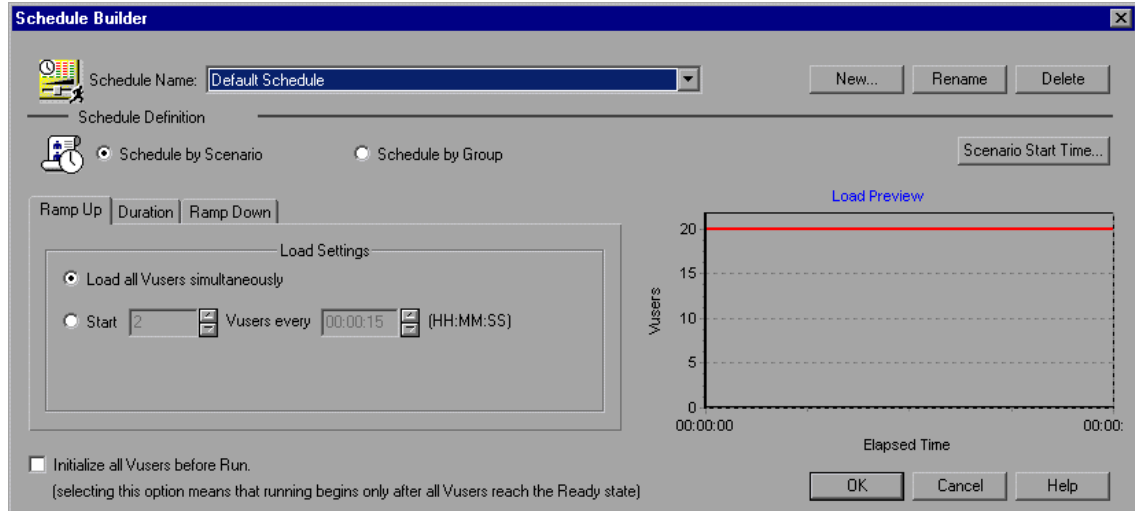 Schedule Builder
Schedule Name: Default Schedule New... Rename Delete
Schedule Definition
Schedule by Scenario Schedule by Group Scenario Start Time...
Ramp Up Duration Ramp Down
Load Settings
Load all Vusers simultaneously
Start 2 Vusers every 00:00:15 (HH:MM:SS)
Load Preview
Vusers
20
15
10
5
0
00:00:00 00:00:
Elapsed Time
Initialize all Vusers before Run.
(selecting this option means that running begins only after all Vusers reach the Ready state)
OK Cancel Help